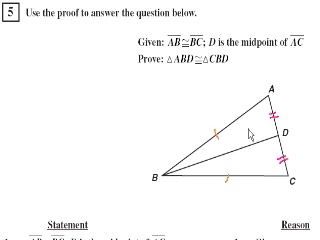 5 Use the proof to answer the question below.
Given: AB≅BC; D is the midpoint of AC
Prove: △ABD≅△CBD
A
D
B
C
Statement Reason